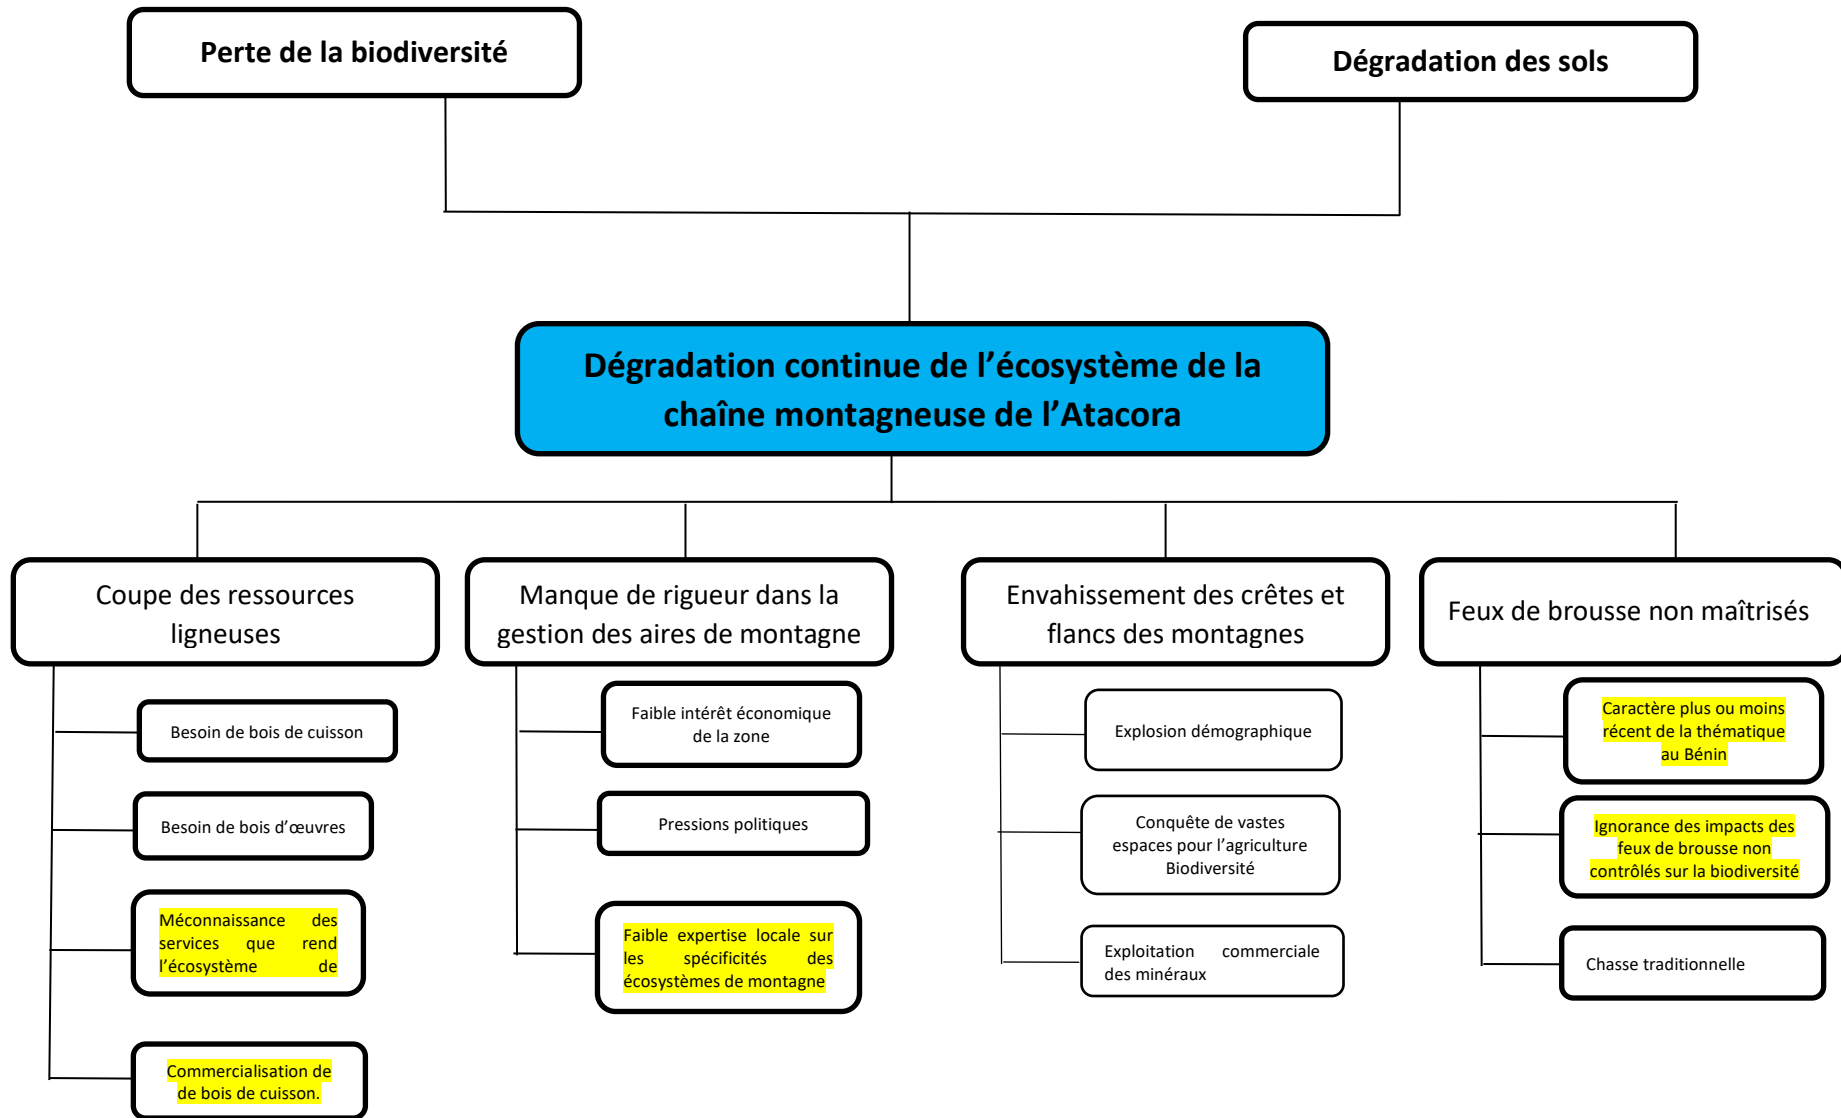 Perte de la biodiversité
Dégradation des sols
Dégradation continue de l’écosystème de la
chaîne montagneuse de l’Atacora
Coupe des ressources
ligneuses
Manque de rigueur dans la
gestion des aires de montagne
Envahissement des crêtes et
flancs des montagnes
Feux de brousse non maîtrisés
Besoin de bois de cuisson
Besoin de bois d’œuvres
Méconnaissance des
services que rend
l’écosystème de
Commercialisation de
de bois de cuisson.
Faible intérêt économique
de la zone
Pressions politiques
Faible expertise locale sur
les spécificités des
écosystèmes de montagne
Explosion démographique
Conquête de vastes
espaces pour l’agriculture
Biodiversité
Exploitation commerciale
des minéraux
Caractère plus ou moins
récent de la thématique
au Bénin
Ignorance des impacts des
feux de brousse non
contrôlés sur la biodiversité
Chasse traditionnelle